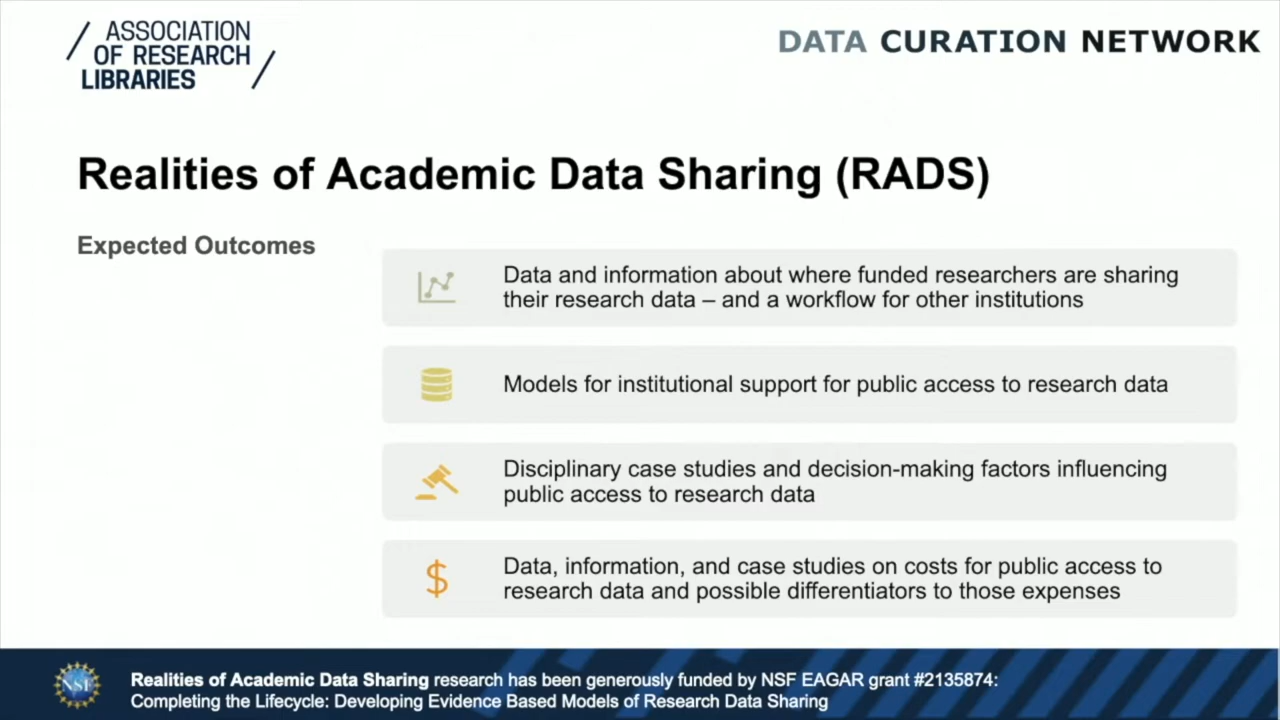 ASSOCIATION
OF RESEARCH
LIBRARIES
DATA CURATION NETWORK
Realities of Academic Data Sharing (RADS)
Expected Outcomes
Data and information about where funded researchers are sharing
their research data – and a workflow for other institutions
Models for institutional support for public access to research data
Disciplinary case studies and decision-making factors influencing
public access to research data
$
Data, information, and case studies on costs for public access to
research data and possible differentiators to those expenses
NSF
Realities of Academic Data Sharing research has been generously funded by NSF EAGAR grant #2135874:
Completing the Lifecycle: Developing Evidence Based Models of Research Data Sharing